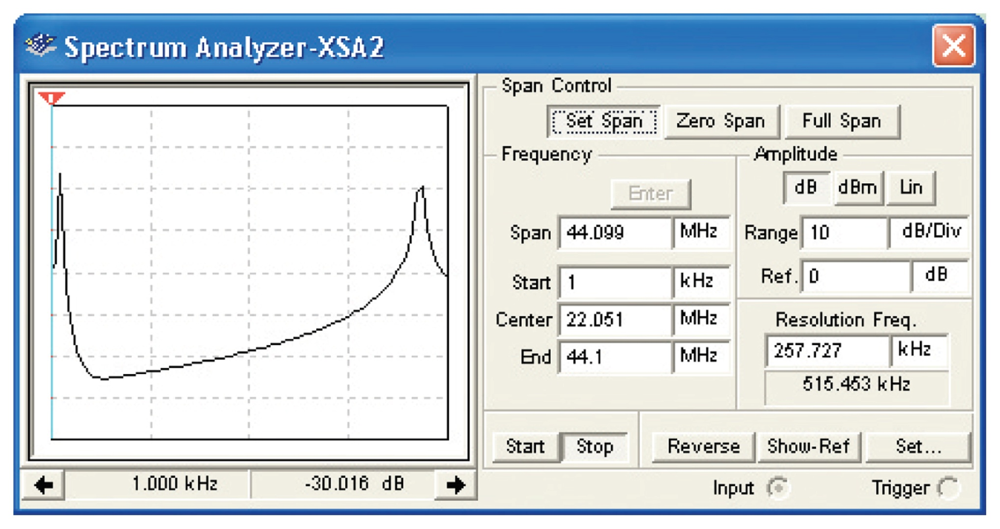 Spectrum Analyzer-XSA2
Span Control
Set Span Zero Span Full Span
Frequency
Enter
Span 44.099 MHz
Start 1 kHz
Center 22.051 MHz
End 44.1 MHz
Amplitude
dB dBm Lin
Range 10 dB/Div
Ref. 0 dB
Resolution Freq.
257.727 kHz
515.453 kHz
Start Stop Reverse Show-Ref Set...
1.000 kHz -30.016 dB
Input Trigger